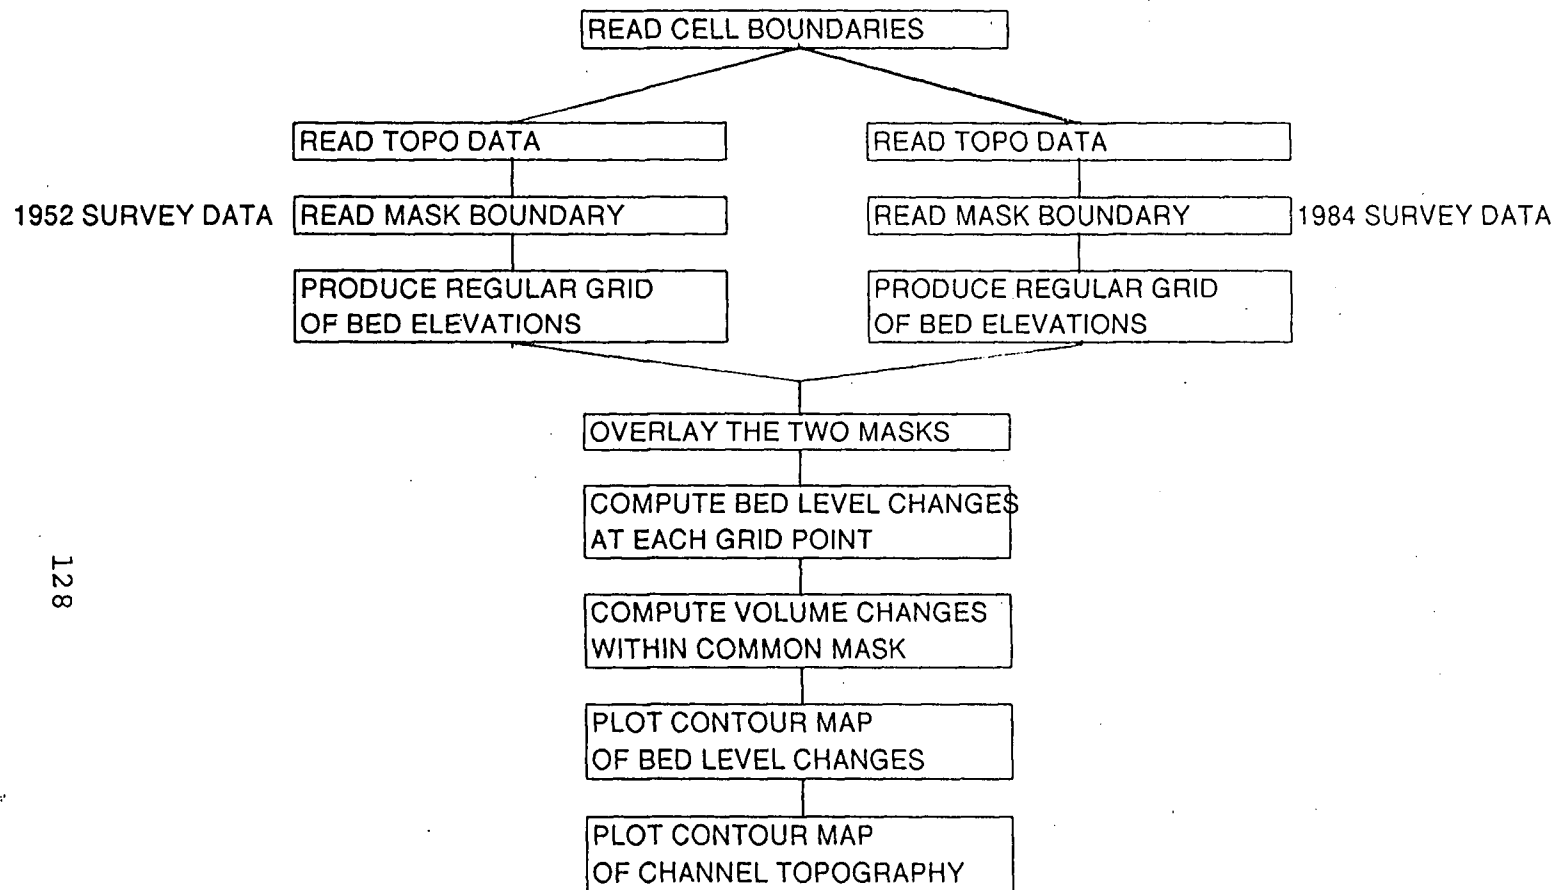 READ CELL BOUNDARIES
READ TOPO DATA
READ TOPO DATA
1952 SURVEY DATA
READ MASK BOUNDARY
READ MASK BOUNDARY
1984 SURVEY DATA
PRODUCE REGULAR GRID
OF BED ELEVATIONS
PRODUCE REGULAR GRID
OF BED ELEVATIONS
OVERLAY THE TWO MASKS
COMPUTE BED LEVEL CHANGES
AT EACH GRID POINT
COMPUTE VOLUME CHANGES
WITHIN COMMON MASK
PLOT CONTOUR MAP
OF BED LEVEL CHANGES
PLOT CONTOUR MAP
OF CHANNEL TOPOGRAPHY
128